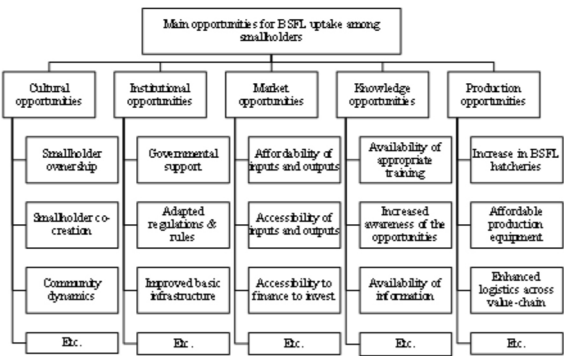 Main opportunities for BSFL uptake among
smallholders
Cultural
opportunities
Institutional
opportunities
Market
opportunities
Knowledge
opportunities
Production
opportunities
Smallholder
ownership
Governmental
support
Affordability of
inputs and outputs
Availability of
appropriate
training
Increase in BSFL
hatcheries
Smallholder co-
creation
Adapted
regulations &
rules
Accessibility of
inputs and outputs
Increased
awareness of the
opportunities
Affordable
production
equipment
Community
dynamics
Improved basic
infrastructure
Accessibility to
finance to invest
Availability of
information
Enhanced
logistics across
value-chain
Etc.
Etc.
Etc.
Etc.
Etc.